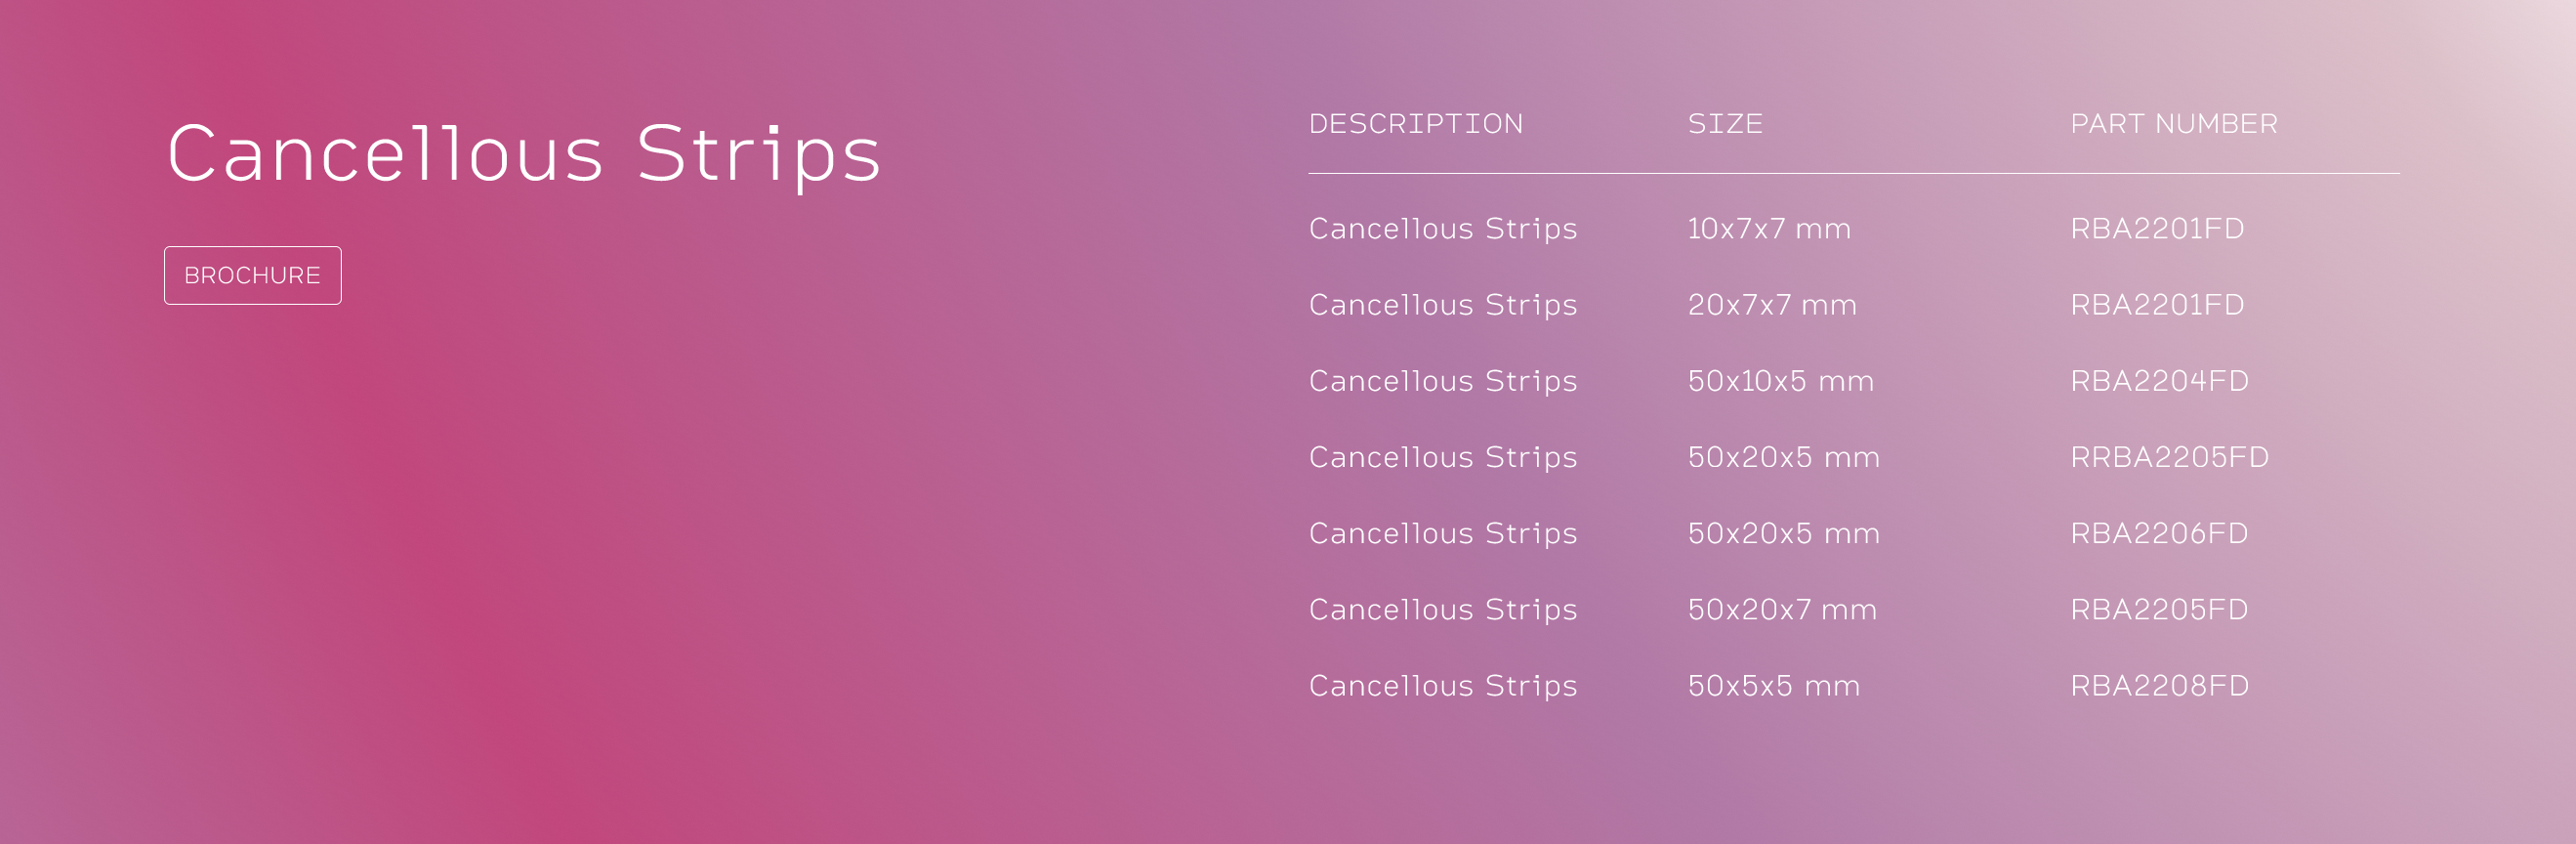 Cancellous Strips
BROCHURE
DESCRIPTION SIZE PART NUMBER
Cancellous Strips 10x7x7 mm RBA2201FD
Cancellous Strips 20x7x7 mm RBA2201FD
Cancellous Strips 50x10x5 mm RBA2204FD
Cancellous Strips 50x20x5 mm RRBA2205FD
Cancellous Strips 50x20x5 mm RBA2206FD
Cancellous Strips 50x20x7 mm RBA2205FD
Cancellous Strips 50x5x5 mm RBA2208FD